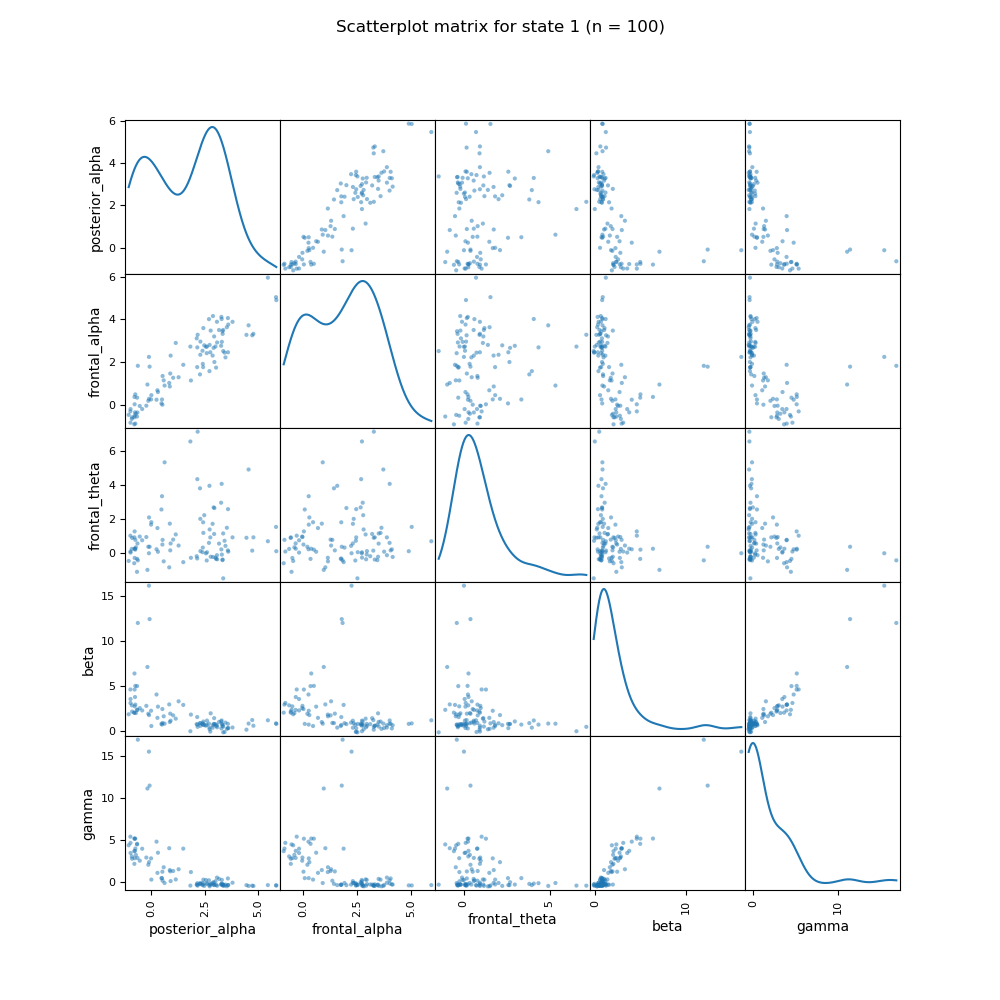 Scatterplot matrix for state 1 (n = 100)
posterior_alpha
6
4
2
0
frontal_alpha
6
4
2
0
frontal_theta
6
4
2
0
beta
15
10
5
0
gamma
15
10
5
0
0.0 2.5 5.0 0.0 2.5 5.0 0 5 0 10 0 10
posterior_alpha frontal_alpha frontal_theta beta gamma